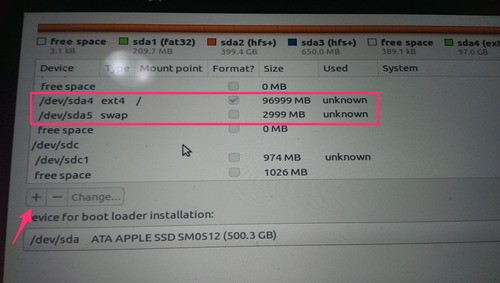 free space sda1 (fat32) sda2 (hfs+) sda3 (hfs+) free space sda4 (ext
3.1 kB 209.7 MB 399.4 GB 650.0 MB 389.1 kB 97.0 GB
Device Type Mount point Format? Size Used System
free space 0 MB
/dev/sda4 ext4 / 96999 MB unknown
/dev/sda5 swap 2999 MB unknown
free space 0 MB
/dev/sdc
/dev/sdc1 974 MB unknown
free space 1026 MB
+ − Change...
evice for boot loader installation:
/dev/sda ATA APPLE SSD SM0512 (500.3 GB)